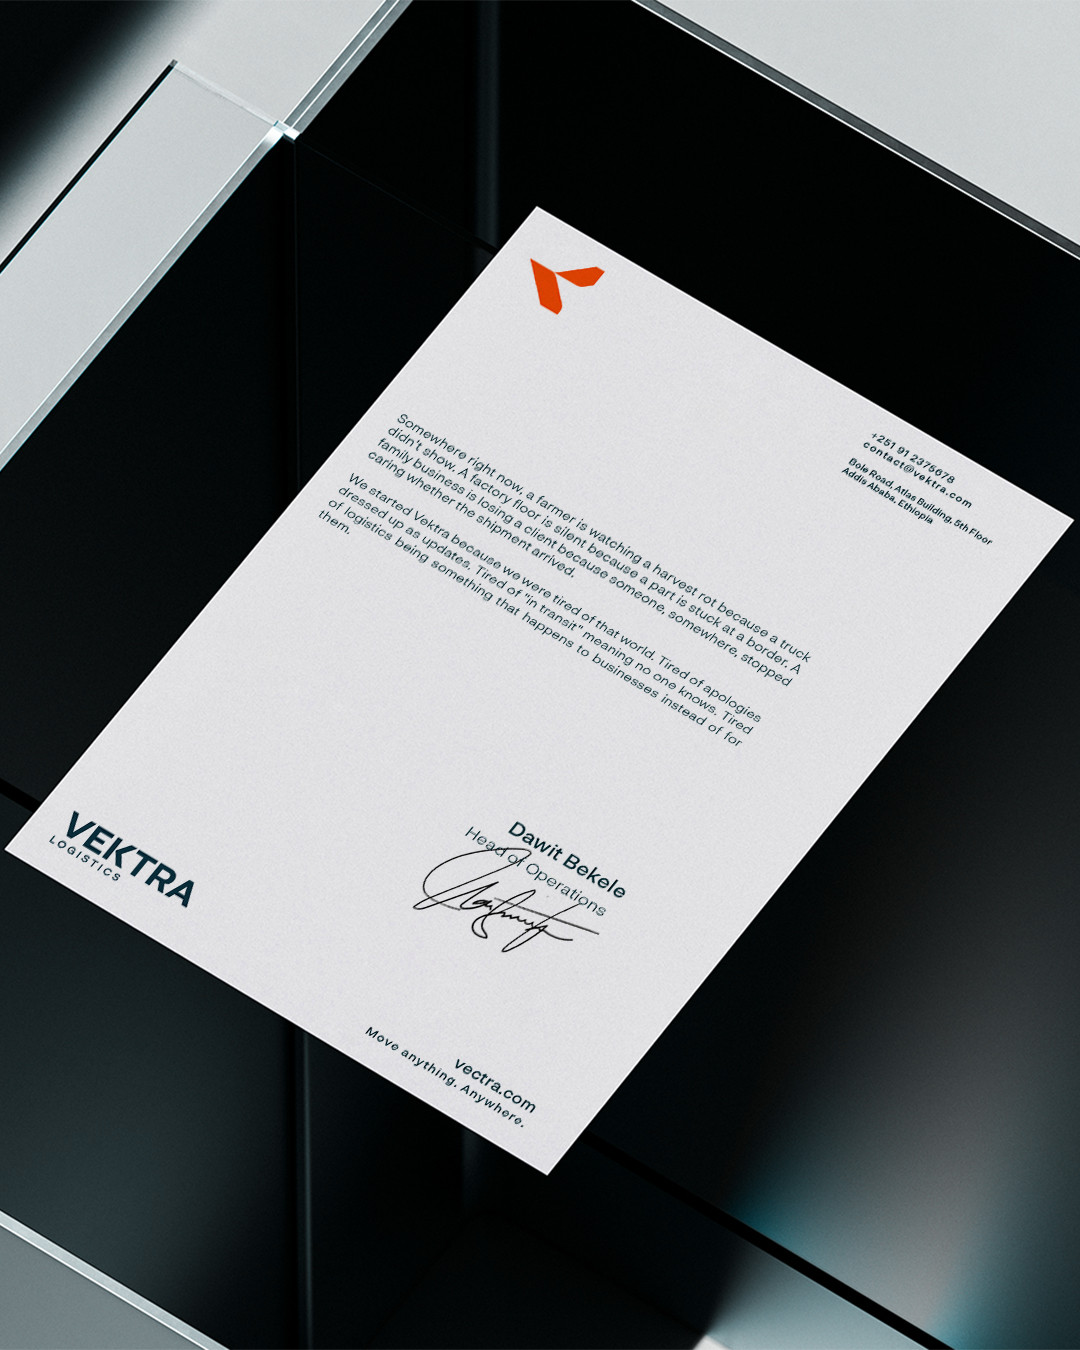 +251 91 2375678
contact@vektra.com
Bole Road, Atlas Building, 5th Floor
Addis Ababa, Ethiopia
Somewhere right now, a farmer is watching a harvest rot because a truck
didn't show. A factory floor is silent because a part is stuck at a border. A
family business is losing a client because someone, somewhere, stopped
caring whether the shipment arrived.
We started Vektra because we were tired of that world. Tired of apologies
dressed up as updates. Tired of "in transit" meaning no one knows. Tired
of logistics being something that happens to businesses instead of for
them.
Dawit Bekele
Head of Operations
VEKTRA
LOGISTICS
vectra.com
Move anything. Anywhere.